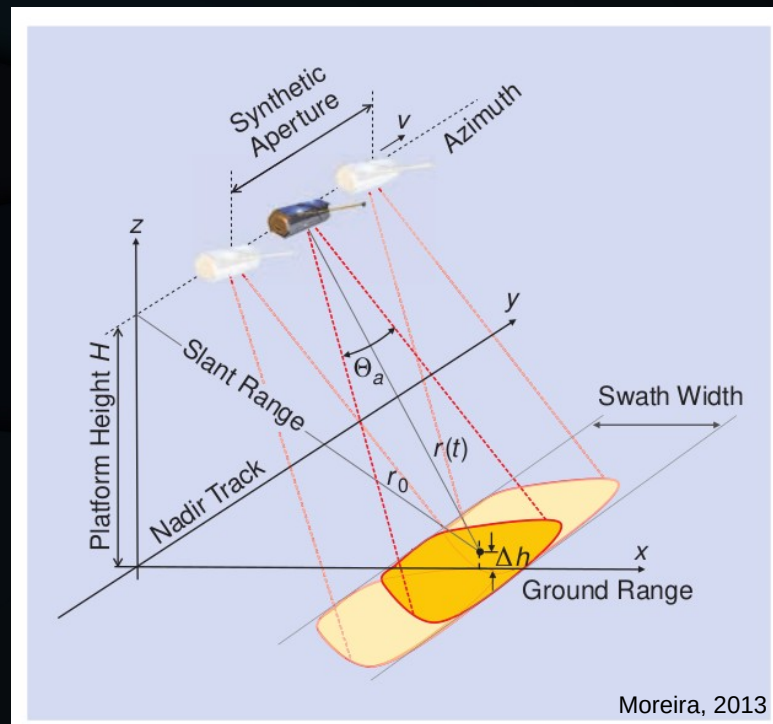 Synthetic
Aperture
v
Azimuth
z
y
Platform Height H
Slant Range
Θa
Swath Width
r(t)
r0
Nadir Track
Δh
x
Ground Range
Moreira, 2013